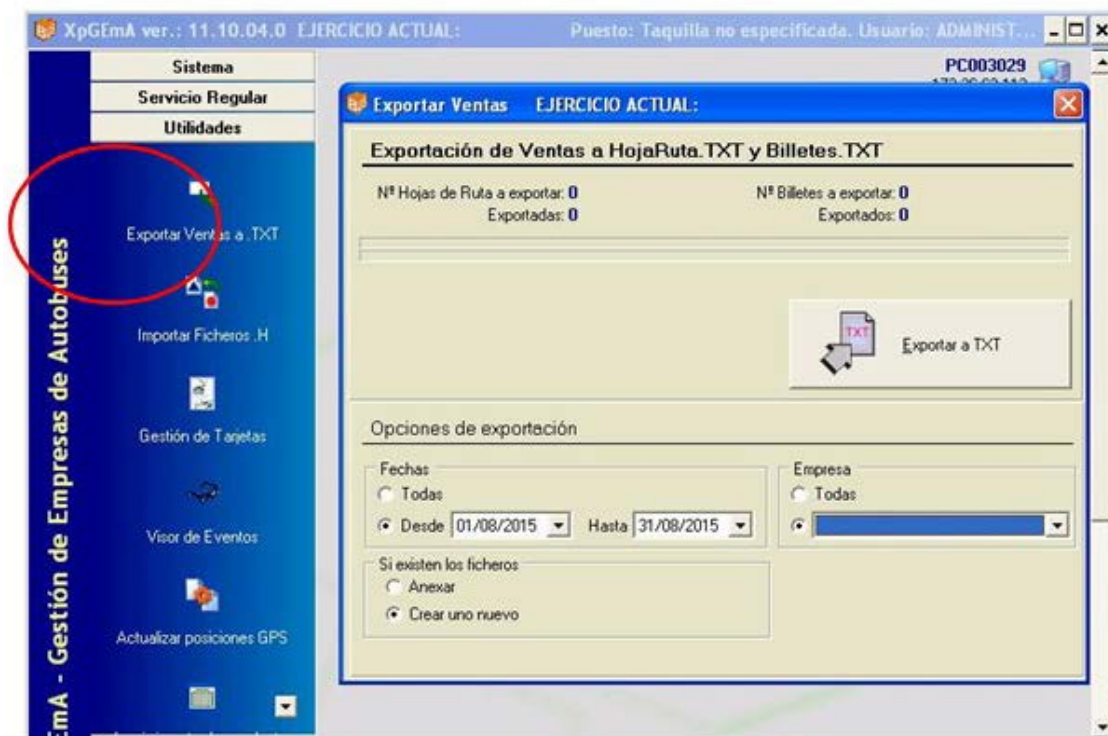 XpGEmA ver.: 11.10.04.0 EJERCICIO ACTUAL: Puesto: Taquilla no especificada. Usuario: ADMINIST...
Sistema
Servicio Regular
Utilidades
Exportar Ventas a .TXT
Importar Ficheros .H
Gestión de Tarjetas
Visor de Eventos
Actualizar posiciones GPS
EmA - Gestión de Empresas de Autobuses
PC003029
Exportar Ventas EJERCICIO ACTUAL:
Exportación de Ventas a HojaRuta.TXT y Billetes.TXT
Nª Hojas de Ruta a exportar: 0 Nª Billetes a exportar: 0
Exportadas: 0 Exportados: 0
TXT
Exportar a TXT
Opciones de exportación
Fechas
Todas
Desde 01/08/2015 Hasta 31/08/2015
Empresa
Todas
Si existen los ficheros
Anexar
Crear uno nuevo